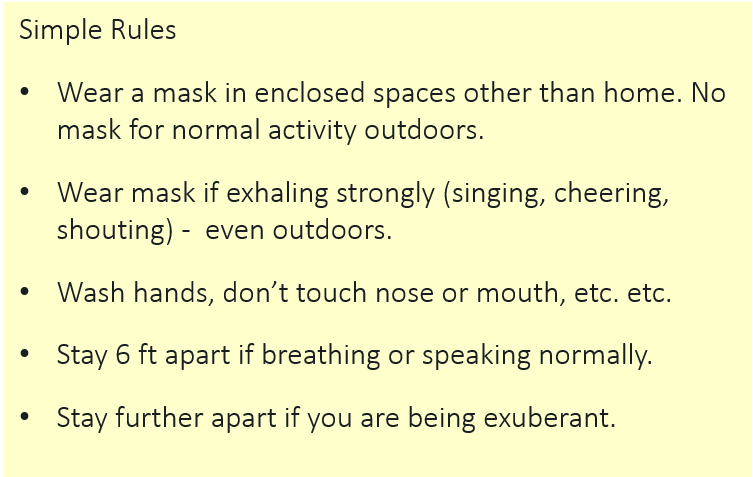 Simple Rules
• Wear a mask in enclosed spaces other than home. No
mask for normal activity outdoors.
• Wear mask if exhaling strongly (singing, cheering,
shouting) -  even outdoors.
• Wash hands, don’t touch nose or mouth, etc. etc.
• Stay 6 ft apart if breathing or speaking normally.
• Stay further apart if you are being exuberant.